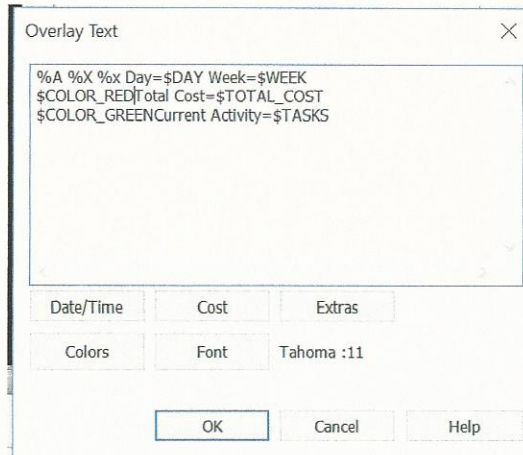 Overlay Text
%A %X %x Day=$DAY Week=$WEEK
$COLOR_REDTotal Cost=$TOTAL_COST
$COLOR_GREENCurrent Activity=$TASKS
Date/Time Cost Extras
Colors Font Tahoma :11
OK Cancel Help